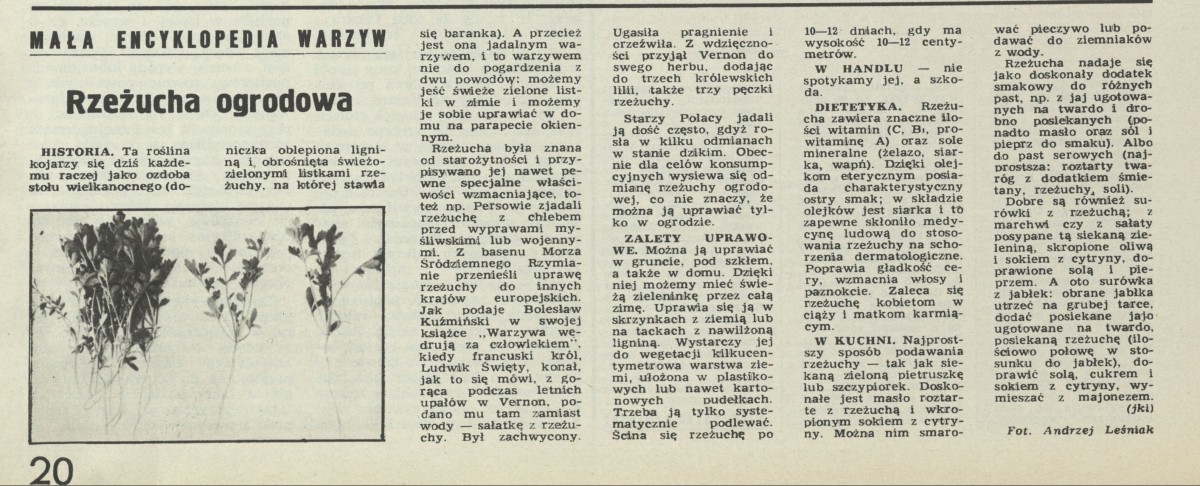 MAŁA ENCYKLOPEDIA WARZYW
Rzeżucha ogrodowa
HISTORIA. Ta roślina
kojarzy się dziś każde-
mu raczej jako ozdoba
stołu wielkanocnego (do-
niczka oblepiona ligni-
ną i obrośnięta świeżo-
zielonymi listkami rze-
żuchy, na której stawia
się baranka). A przecież
jest ona jadalnym wa-
rzywem, i to warzywem
nie do pogardzenia z
dwu powodów: możemy
jeść świeże zielone list-
ki w zimie i możemy
je sobie uprawiać w do-
mu na parapecie okien-
nym.
Rzeżucha była znana
od starożytności i przy-
pisywano jej nawet pe-
wne specjalne właści-
wości wzmacniające, to-
też np. Persowie zjadali
rzeżuchę z chlebem
przed wyprawami my-
śliwskimi lub wojenny-
mi. Z basenu Morza
Śródziemnego Rzymia-
nie przenieśli uprawę
rzeżuchy do innych
krajów europejskich.
Jak podaje Bolesław
Kuźmiński w swojej
książce „Warzywa wę-
drują za człowiekiem",
kiedy francuski król,
Ludwik Święty, konał,
jak to się mówi, z go-
rąca podczas letnich
upałów w Vernon, po-
dano mu tam zamiast
wody — sałatkę z rzeżu-
chy. Był zachwycony.
Ugasiła pragnienie i
orzeźwiła. Z wdzięczno-
ści przyjął Vernon do
swego herbu, dodając
do trzech królewskich
lilii, także trzy pęczki
rzeżuchy.
Starzy Polacy jadali
ją dość często, gdyż ro-
sła w kilku odmianach
w stanie dzikim. Obec-
nie dla celów konsump-
cyjnych wysiewa się od-
mianę rzeżuchy ogrodo-
wej, co nie znaczy, że
można ją uprawiać tyl-
ko w ogrodzie.
ZALETY UPRAWO-
WE. Można ją uprawiać
w gruncie, pod szkłem,
a także w domu. Dzięki
niej możemy mieć świe-
żą zieleninkę przez całą
zimę. Uprawia się ją w
skrzynkach z ziemią lub
na tackach z nawilżoną
ligniną. Wystarczy jej
do wegetacji kilkucen-
tymetrowa warstwa zie-
mi, ułożona w plastiko-
wych lub nawet karto-
nowych pudełkach.
Trzeba ją tylko syste-
matycznie podlewać.
Ścina się rzeżuchę po
10—12 dniach, gdy ma
wysokość 10—12 centy-
metrów.
W HANDLU — nie
spotykamy jej, a szko-
da.
DIETETYKA. Rzeżu-
cha zawiera znaczne ilo-
ści witamin (C, B₁, pro-
witaminę A) oraz sole
mineralne (żelazo, siar-
ka, wapń). Dzięki olej-
kom eterycznym posia-
da charakterystyczny
ostry smak; w składzie
olejków jest siarka i to
zapewne skłoniło medy-
cynę ludową do stoso-
wania rzeżuchy na scho-
rzenia dermatologiczne.
Poprawia gładkość ce-
ry, wzmacnia włosy i
paznokcie. Zaleca się
rzeżuchę kobietom w
ciąży i matkom karmią-
cym.
W KUCHNI. Najprost-
szy sposób podawania
rzeżuchy — tak jak sie-
kaną zieloną pietruszkę
lub szczypiorek. Dosko-
nałe jest masło roztar-
te z rzeżuchą i wkro-
pionym sokiem z cytry-
ny. Można nim smaro-
wać pieczywo lub po-
dawać do ziemniaków
z wody.
Rzeżucha nadaje się
jako doskonały dodatek
smakowy do różnych
past, np. z jaj ugotowa-
nych na twardo i dro-
bno posiekanych (po-
nadto masło oraz sól i
pieprz do smaku). Albo
do past serowych (naj-
prostsza: roztarty twa-
róg z dodatkiem śmie-
tany, rzeżuchy, soli).
Dobre są również su-
rówki z rzeżuchą; z
marchwi czy z sałaty
posypane tą siekaną zie-
leniną, skropione oliwą
i sokiem z cytryny, do-
prawione solą i pie-
przem. A oto surówka
z jabłek: obrane jabłka
utrzeć na grubej tarce,
dodać posiekane jajo
ugotowane na twardo,
posiekaną rzeżuchę (ilo-
ściowo połowę w sto-
sunku do jabłek), do-
prawić solą, cukrem i
sokiem z cytryny, wy-
mieszać z majonezem.
(jki)
Fot. Andrzej Leśniak
20